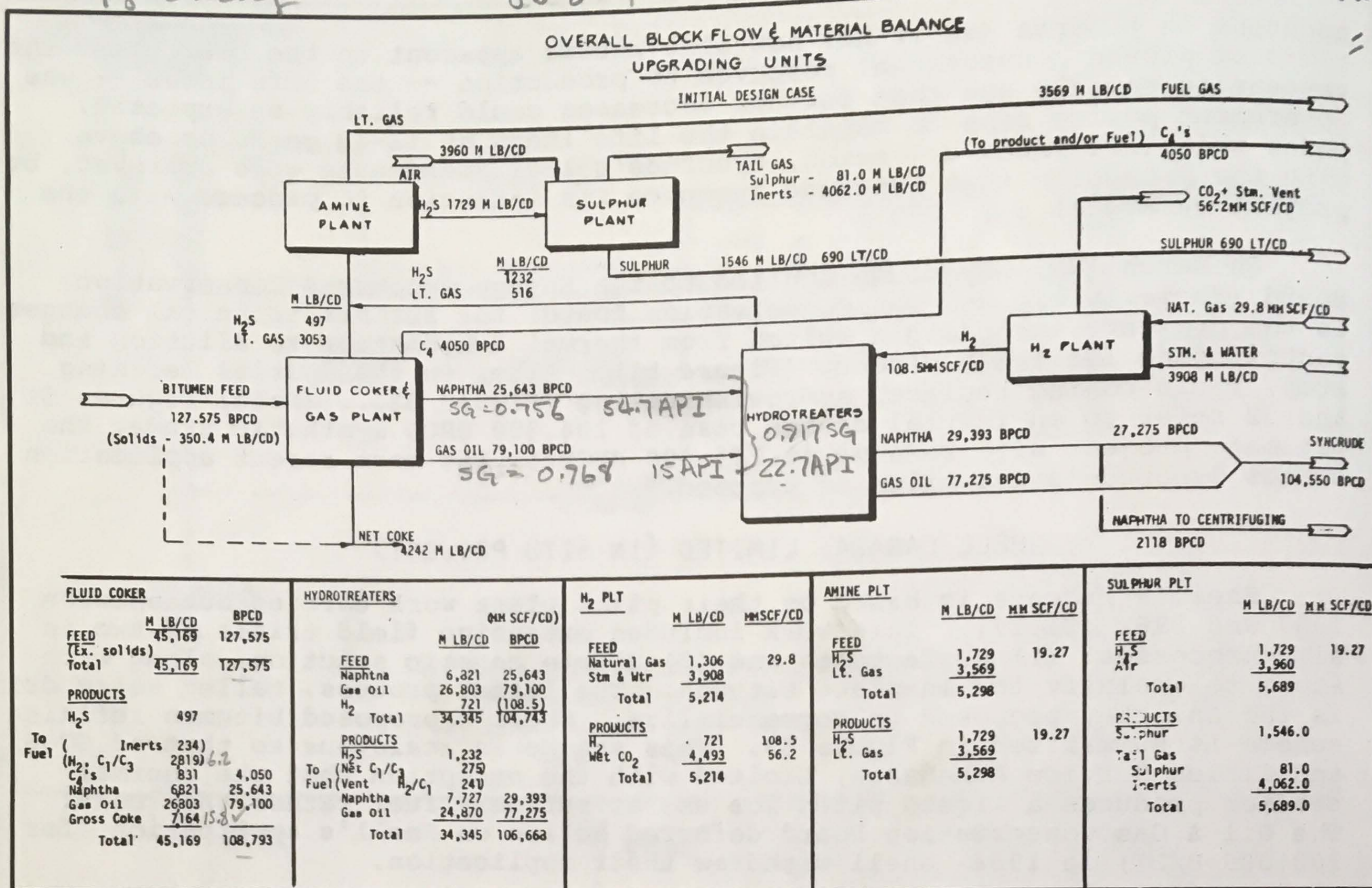 OVERALL BLOCK FLOW & MATERIAL BALANCE
UPGRADING UNITS
INITIAL DESIGN CASE
LT. GAS
3569 M LB/CD FUEL GAS
3960 M LB/CD
AIR
AMINE PLANT
H2S 1729 M LB/CD
SULPHUR PLANT
TAIL GAS
Sulphur - 81.0 M LB/CD
Inerts - 4062.0 M LB/CD
(To product and/or Fuel) C4's
4050 BPCD
CO2+ Stm. Vent
56.2MM SCF/CD
SULPHUR 1546 M LB/CD 690 LT/CD
SULPHUR 690 LT/CD
M LB/CD
H2S 1232
LT. GAS 516
M LB/CD
H2S 497
LT. GAS 3053
C4 4050 BPCD
NAT. Gas 29.8 MM SCF/CD
H2 PLANT
STM. & WATER
3908 M LB/CD
H2
108.5MM SCF/CD
BITUMEN FEED
127,575 BPCD
(Solids - 350.4 M LB/CD)
FLUID COKER &
GAS PLANT
NAPHTHA 25,643 BPCD
SG = 0.756 54.7API
GAS OIL 79,100 BPCD
SG = 0.768 15API
HYDROTREATERS
0.917SG
22.7API
NAPHTHA 29,393 BPCD
27,275 BPCD
GAS OIL 77,275 BPCD
SYNCRUDE
104,550 BPCD
NAPHTHA TO CENTRIFUGING
2118 BPCD
NET COKE
4242 M LB/CD
FLUID COKER
M LB/CD BPCD
FEED 45,169 127,575
(Ex. solids)
Total 45,169 127,575
PRODUCTS
H2S 497
To Fuel ( Inerts 234)
(H2, C1/C3 2819) 6.2
C4's 831 4,050
Naphtha 6821 25,643
Gas Oil 26803 79,100
Gross Coke 7164 15.8 ✓
Total 45,169 108,793
HYDROTREATERS
(MM SCF/CD)
M LB/CD BPCD
FEED
Naphtha 6,821 25,643
Gas Oil 26,803 79,100
H2 721 (108.5)
Total 34,345 104,743
PRODUCTS
H2S 1,232
To (Net C1/C3 275)
Fuel(Vent H2/C1 241)
Naphtha 7,727 29,393
Gas Oil 24,870 77,275
Total 34,345 106,668
H2 PLT
M LB/CD MMSCF/CD
FEED
Natural Gas 1,306 29.8
Stm & Wtr 3,908
Total 5,214
PRODUCTS
H2 721 108.5
Wet CO2 4,493 56.2
Total 5,214
AMINE PLT
M LB/CD MM SCF/CD
FEED
H2S 1,729 19.27
Lt. Gas 3,569
Total 5,298
PRODUCTS
H2S 1,729 19.27
Lt. Gas 3,569
Total 5,298
SULPHUR PLT
M LB/CD MM SCF/CD
FEED
H2S 1,729 19.27
Air 3,960
Total 5,689
PRODUCTS
Sulphur 1,546.0
Tail Gas
Sulphur 81.0
Inerts 4,062.0
Total 5,689.0